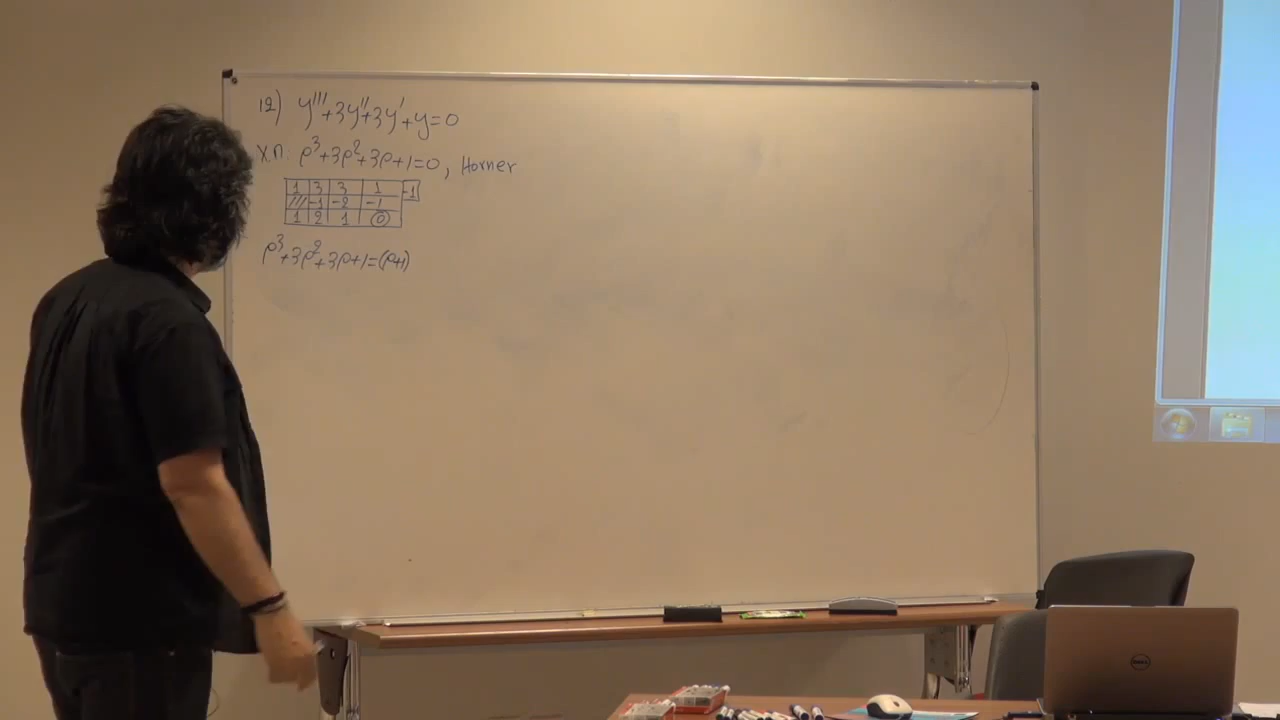 12) y'''+3y''+3y'+y=0
Χ.Π: ρ³+3ρ²+3ρ+1=0, Horner
1 3 3 1 -1
/// -1 -2 -1
1 2 1 0
ρ³+3ρ²+3ρ+1=(ρ+1)
DELL